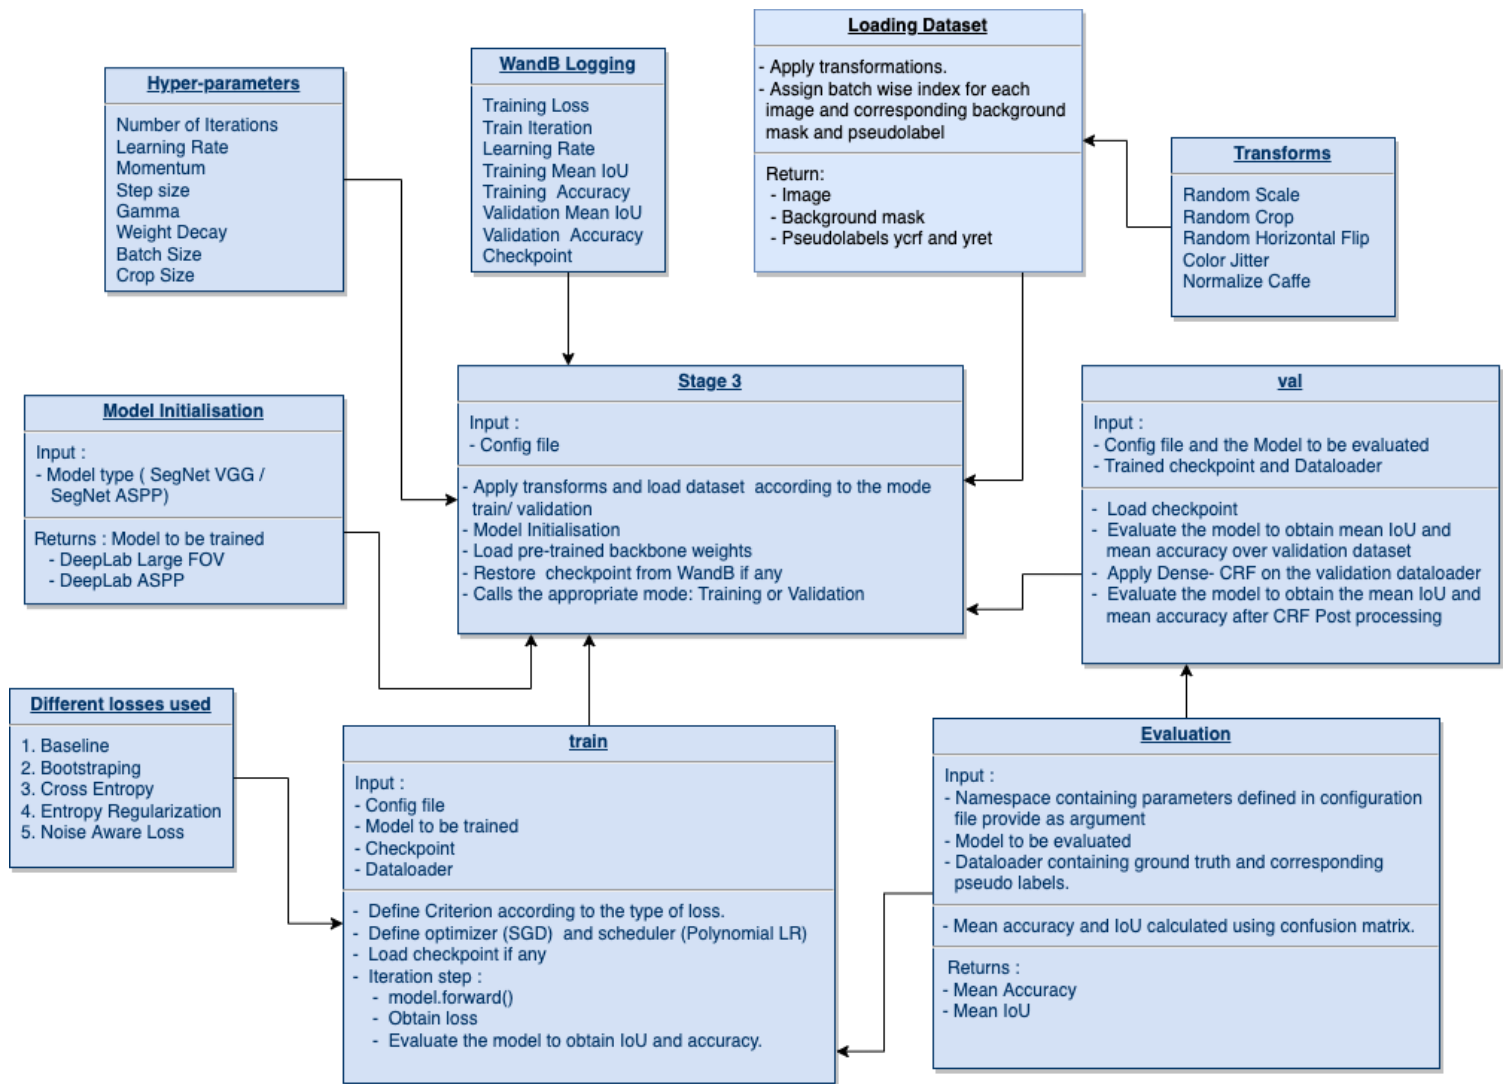 Loading Dataset
- Apply transformations.
- Assign batch wise index for each
image and corresponding background
mask and pseudolabel
Return:
- Image
- Background mask
- Pseudolabels ycrf and yret
WandB Logging
Training Loss
Train Iteration
Learning Rate
Training Mean IoU
Training  Accuracy
Validation Mean IoU
Validation  Accuracy
Checkpoint
Hyper-parameters
Number of Iterations
Learning Rate
Momentum
Step size
Gamma
Weight Decay
Batch Size
Crop Size
Transforms
Random Scale
Random Crop
Random Horizontal Flip
Color Jitter
Normalize Caffe
Stage 3
Input :
- Config file
- Apply transforms and load dataset  according to the mode
train/ validation
- Model Initialisation
- Load pre-trained backbone weights
- Restore  checkpoint from WandB if any
- Calls the appropriate mode: Training or Validation
val
Input :
- Config file and the Model to be evaluated
- Trained checkpoint and Dataloader
- Load checkpoint
- Evaluate the model to obtain mean IoU and
mean accuracy over validation dataset
- Apply Dense- CRF on the validation dataloader
- Evaluate the model to obtain the mean IoU and
mean accuracy after CRF Post processing
Model Initialisation
Input :
- Model type ( SegNet VGG /
SegNet ASPP)
Returns : Model to be trained
- DeepLab Large FOV
- DeepLab ASPP
Different losses used
1. Baseline
2. Bootstraping
3. Cross Entropy
4. Entropy Regularization
5. Noise Aware Loss
train
Input :
- Config file
- Model to be trained
- Checkpoint
- Dataloader
- Define Criterion according to the type of loss.
- Define optimizer (SGD)  and scheduler (Polynomial LR)
- Load checkpoint if any
- Iteration step :
- model.forward()
- Obtain loss
- Evaluate the model to obtain IoU and accuracy.
Evaluation
Input :
- Namespace containing parameters defined in configuration
file provide as argument
- Model to be evaluated
- Dataloader containing ground truth and corresponding
pseudo labels.
- Mean accuracy and IoU calculated using confusion matrix.
Returns :
- Mean Accuracy
- Mean IoU